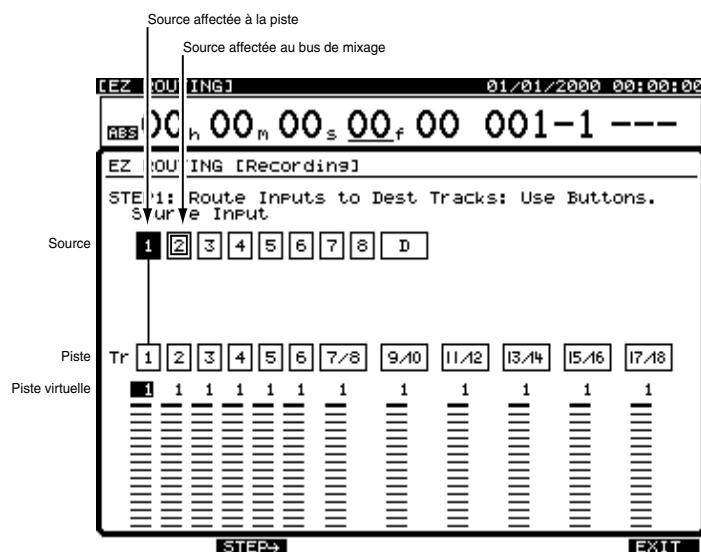 Source affectée à la piste
Source affectée au bus de mixage
[EZ ROUTING] 01/01/2000 00:00:00
ABS 00 h 00 m 00 s 00 f 00 001-1 ---
EZ ROUTING [Recording]
STEP1: Route Inputs to Dest Tracks: Use Buttons.
Source Input
Source 1 2 3 4 5 6 7 8 D
Piste Tr 1 2 3 4 5 6 7/8 9/10 11/12 13/14 15/16 17/18
Piste virtuelle 1 1 1 1 1 1 1 1 1 1 1 1
STEP→ EXIT